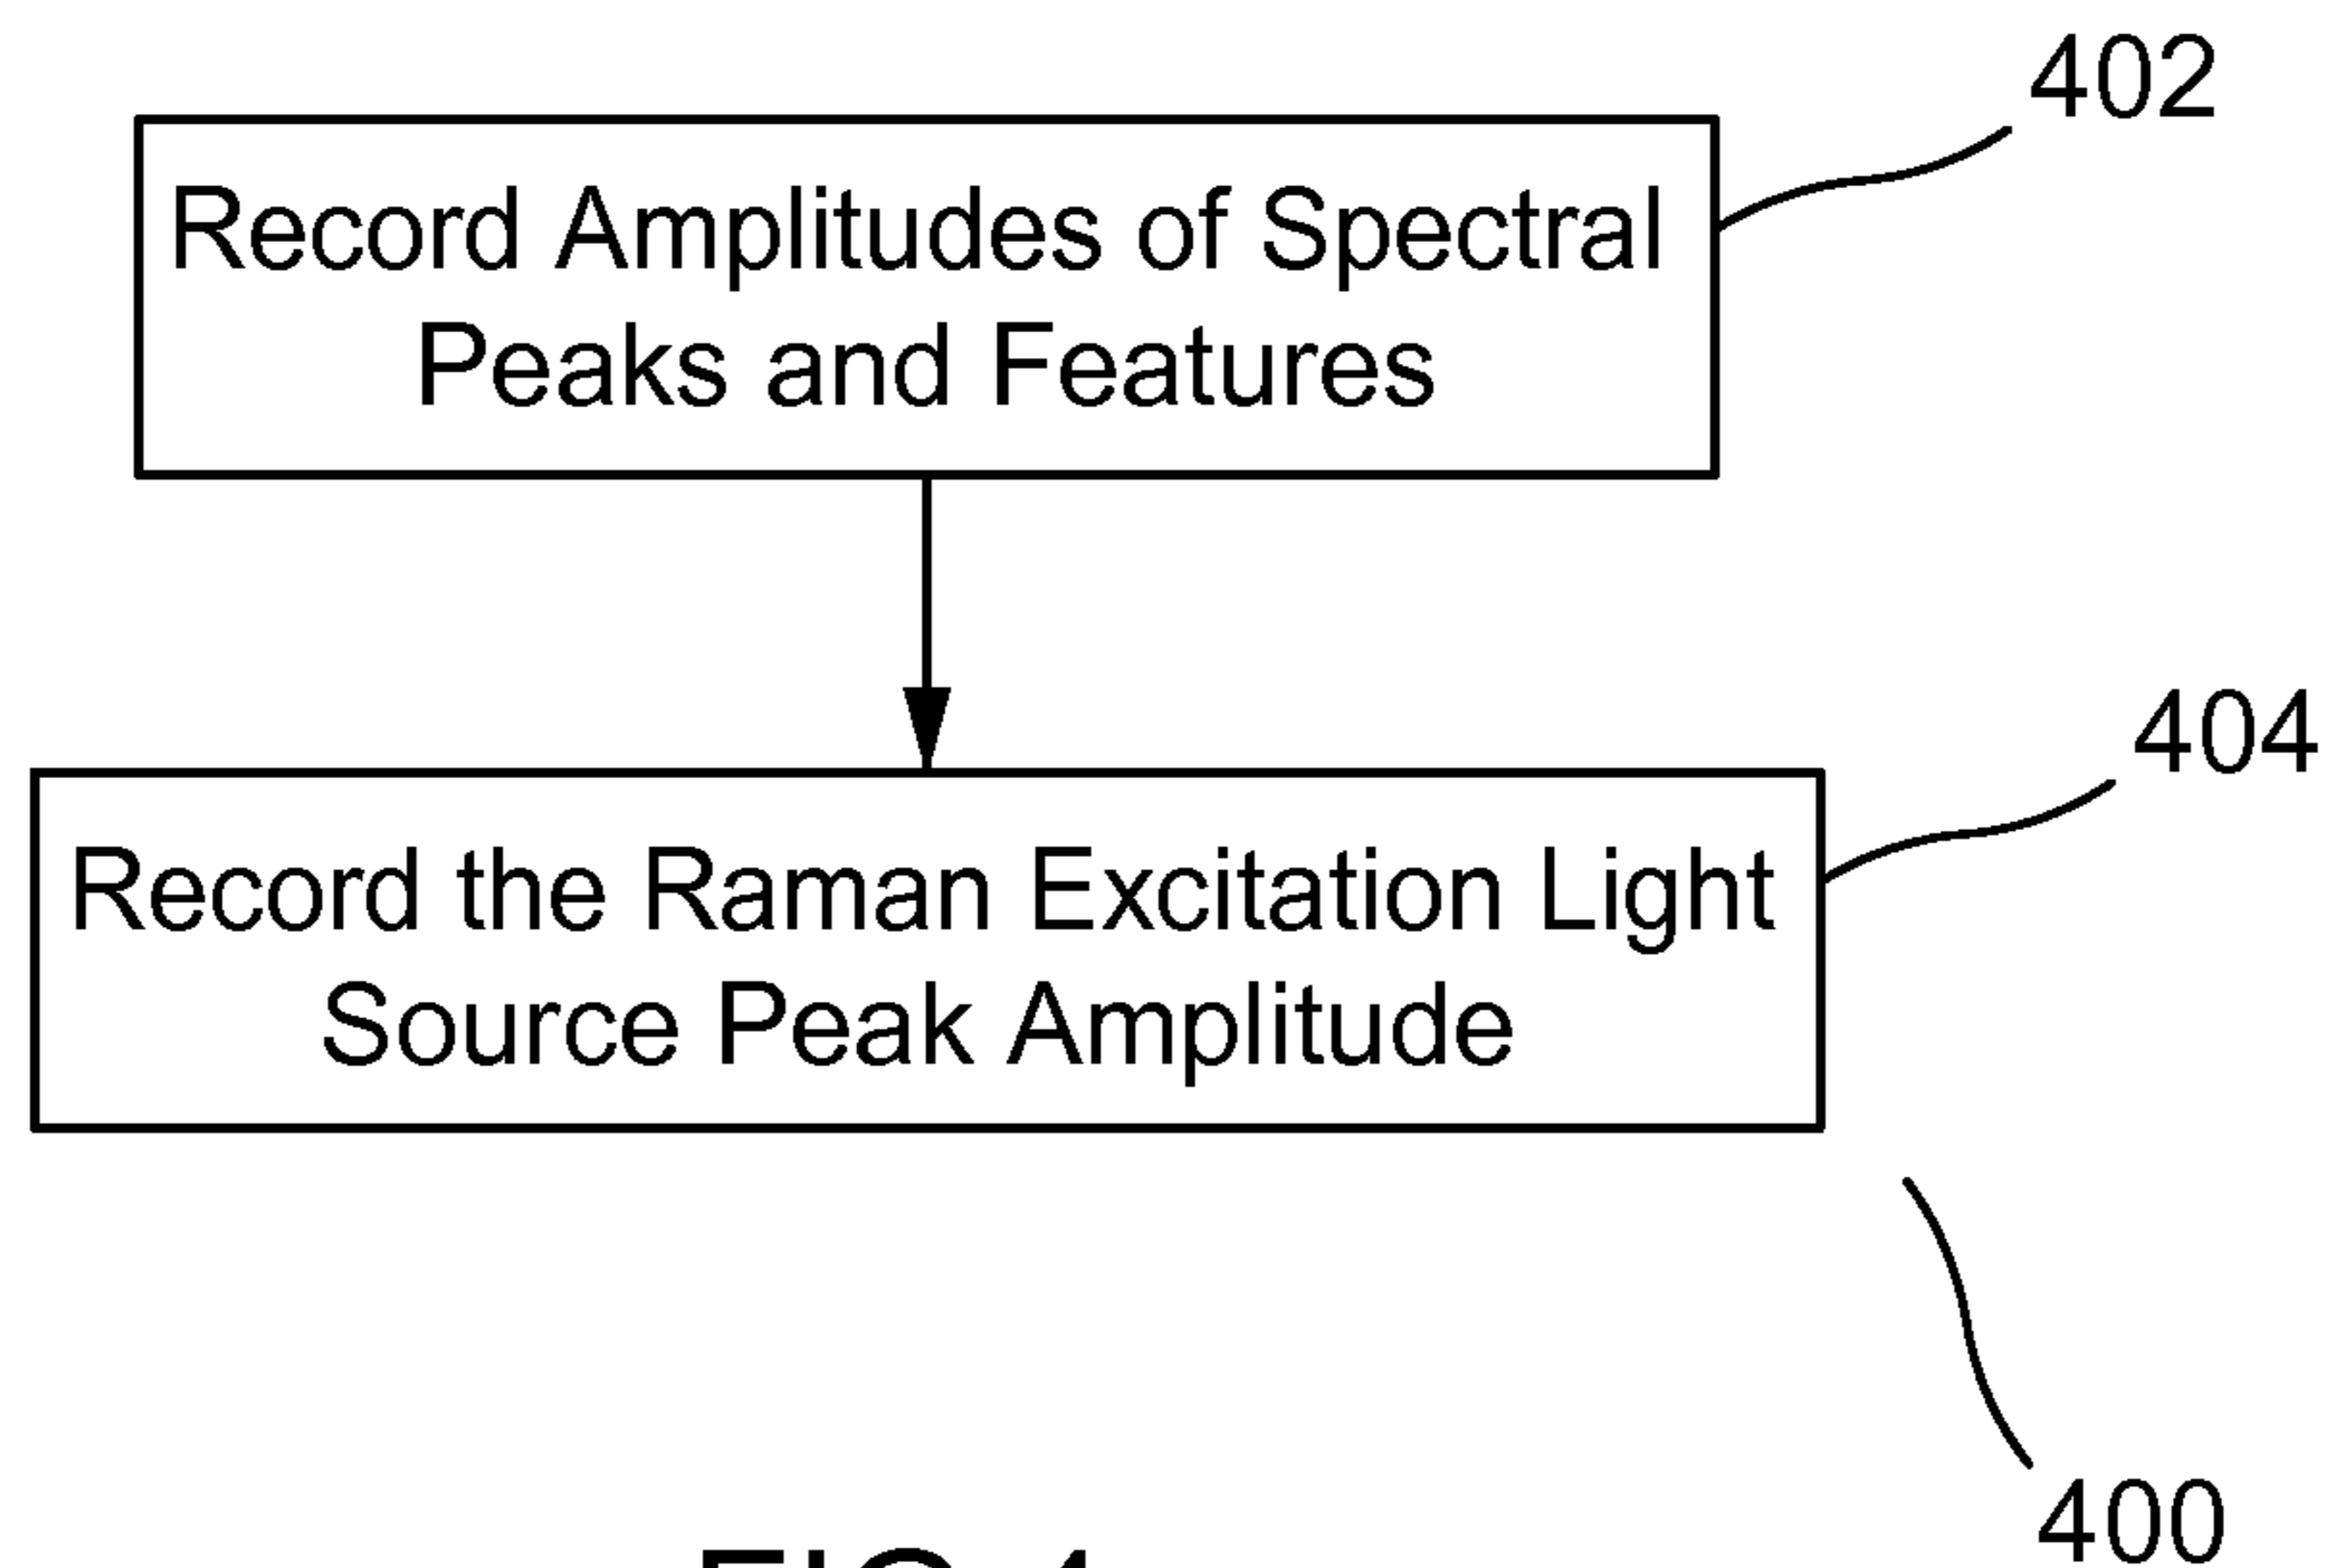 402
Record Amplitudes of Spectral
Peaks and Features
404
Record the Raman Excitation Light
Source Peak Amplitude
400